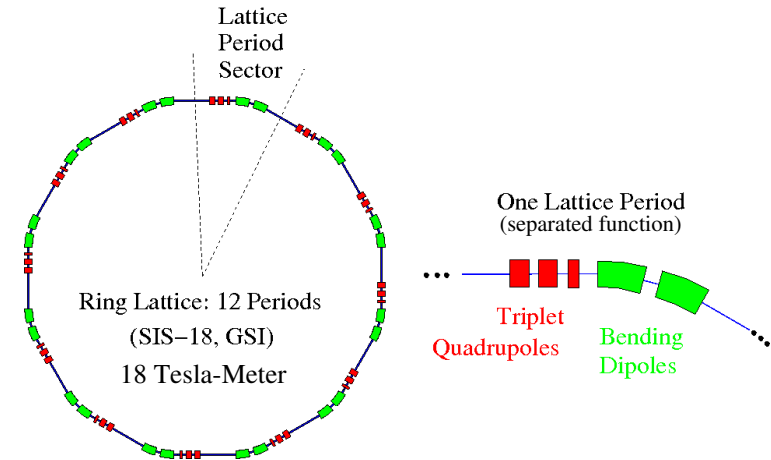 Lattice
Period
Sector
Ring Lattice: 12 Periods
(SIS−18, GSI)
18 Tesla-Meter
One Lattice Period
(separated function)
Triplet
Quadrupoles
Bending
Dipoles